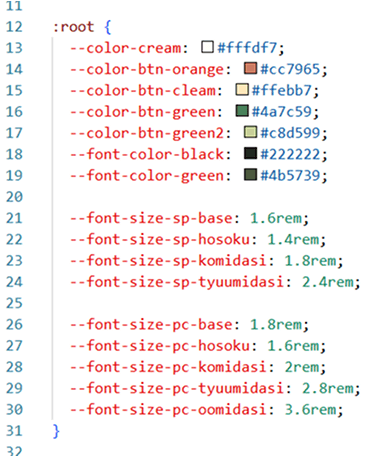 11
12 :root {
13 --color-cream: #fffdf7;
14 --color-btn-orange: #cc7965;
15 --color-btn-cleam: #ffebb7;
16 --color-btn-green: #4a7c59;
17 --color-btn-green2: #c8d599;
18 --font-color-black: #222222;
19 --font-color-green: #4b5739;
20
21 --font-size-sp-base: 1.6rem;
22 --font-size-sp-hosoku: 1.4rem;
23 --font-size-sp-komidasi: 1.8rem;
24 --font-size-sp-tyuumidasi: 2.4rem;
25
26 --font-size-pc-base: 1.8rem;
27 --font-size-pc-hosoku: 1.6rem;
28 --font-size-pc-komidasi: 2rem;
29 --font-size-pc-tyuumidasi: 2.8rem;
30 --font-size-pc-oomidasi: 3.6rem;
31 }
32